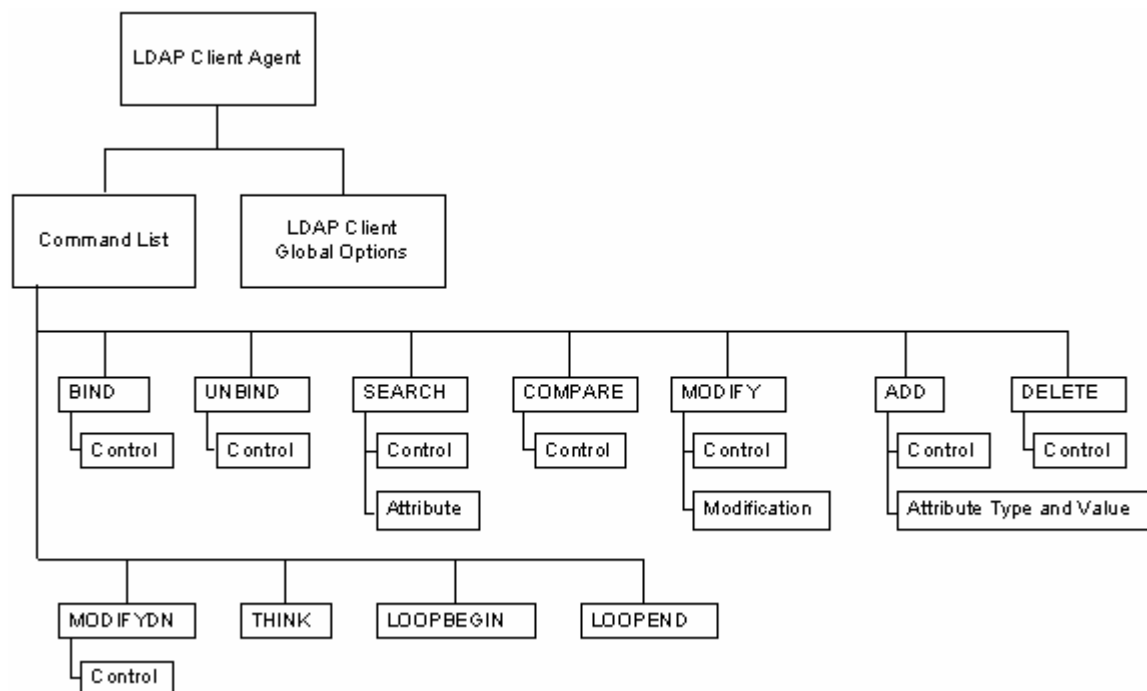 LDAP Client Agent
Command List
LDAP Client
Global Options
BIND
UNBIND
SEARCH
COMPARE
MODIFY
ADD
DELETE
Control
Control
Control
Control
Control
Control
Control
Attribute
Modification
Attribute Type and Value
MODIFYDN
THINK
LOOPBEGIN
LOOPEND
Control